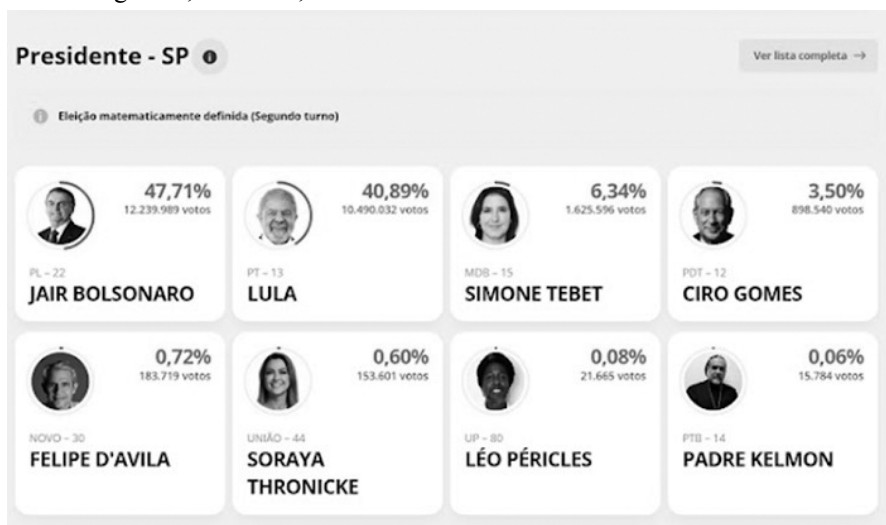 Presidente - SP
Ver lista completa →
Eleição matematicamente definida (Segundo turno)
47,71%
12.239.989 votos
PL – 22
JAIR BOLSONARO
40,89%
10.490.032 votos
PT – 13
LULA
6,34%
1.625.596 votos
MDB – 15
SIMONE TEBET
3,50%
898.540 votos
PDT – 12
CIRO GOMES
0,72%
183.719 votos
NOVO – 30
FELIPE D'AVILA
0,60%
153.601 votos
UNIÃO – 44
SORAYA
THRONICKE
0,08%
21.665 votos
UP – 80
LÉO PÉRICLES
0,06%
15.784 votos
PTB – 14
PADRE KELMON